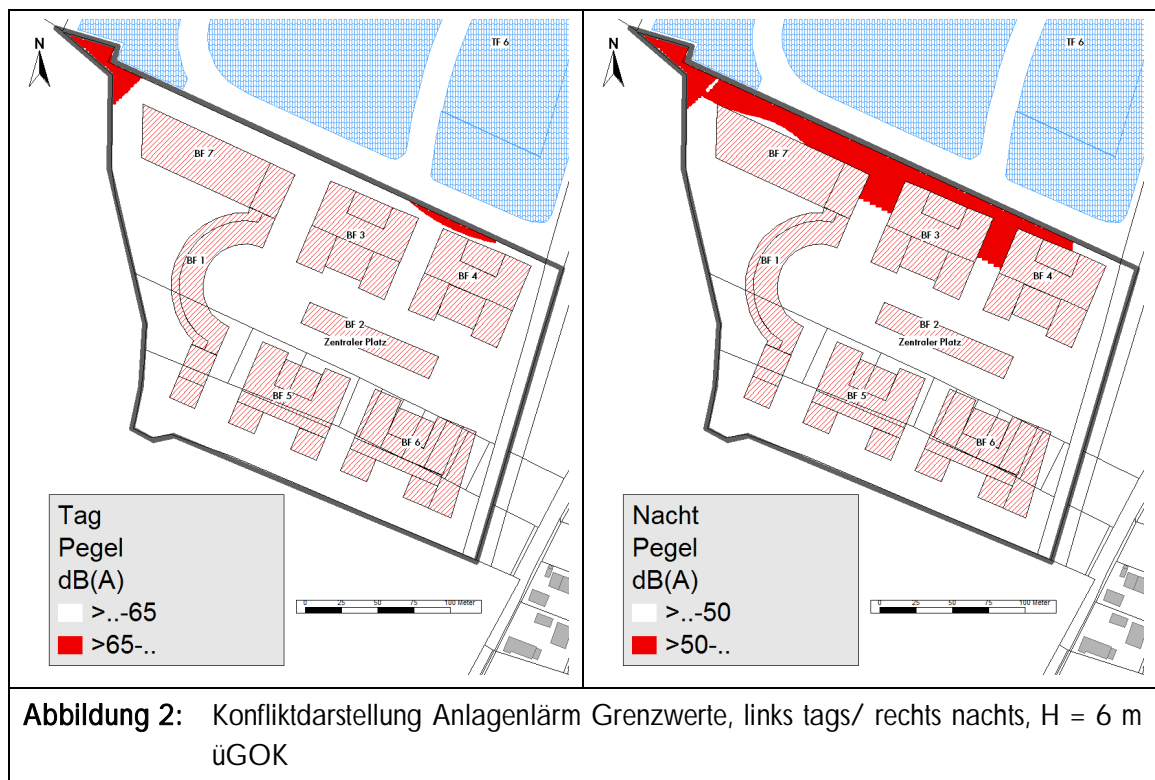 N
TF 6
BF 7
BF 3
BF 1
BF 4
BF 2
Zentraler Platz
BF 5
BF 6
Tag
Pegel
dB(A)
>..-65
>65-..
0 25 50 75 100 Meter
N
TF 6
BF 7
BF 3
BF 1
BF 4
BF 2
Zentraler Platz
BF 5
BF 6
Nacht
Pegel
dB(A)
>..-50
>50-..
0 25 50 75 100 Meter
Abbildung 2: Konfliktdarstellung Anlagenlärm Grenzwerte, links tags/ rechts nachts, H = 6 m
üGOK